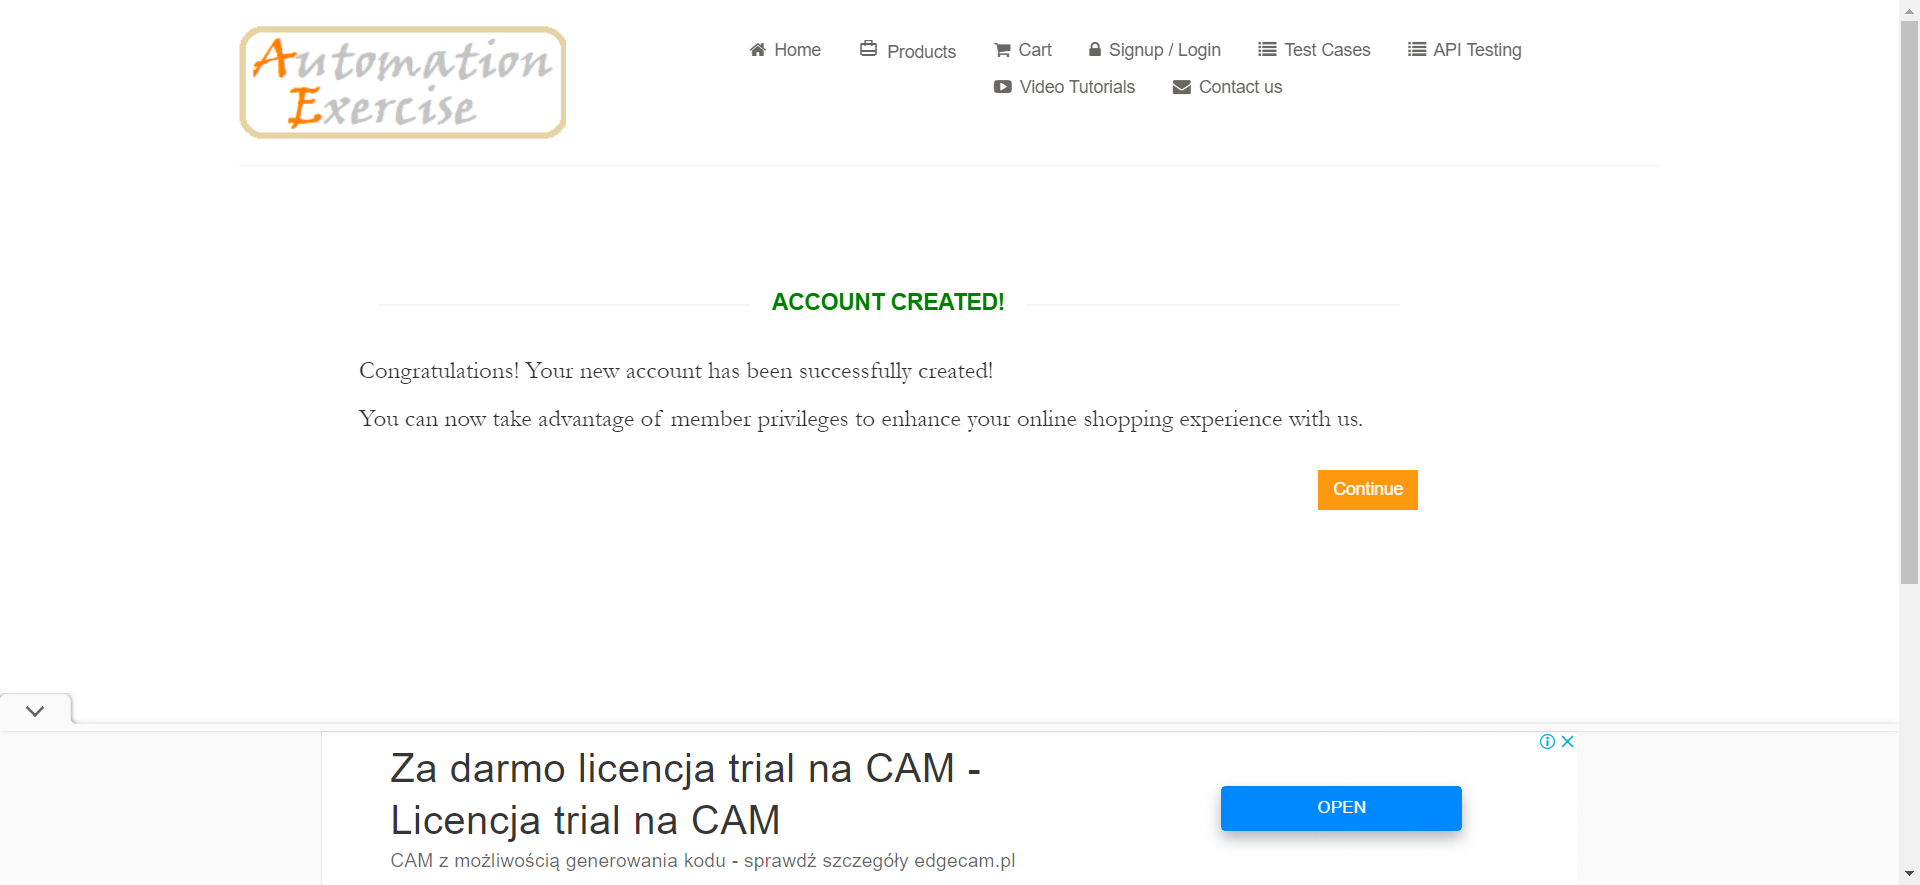 Automation
Exercise
Home
Products
Cart
Signup / Login
Test Cases
API Testing
Video Tutorials
Contact us
ACCOUNT CREATED!
Congratulations! Your new account has been successfully created!
You can now take advantage of member privileges to enhance your online shopping experience with us.
Continue
Za darmo licencja trial na CAM -
Licencja trial na CAM
CAM z możliwością generowania kodu - sprawdź szczegóły edgecam.pl
OPEN